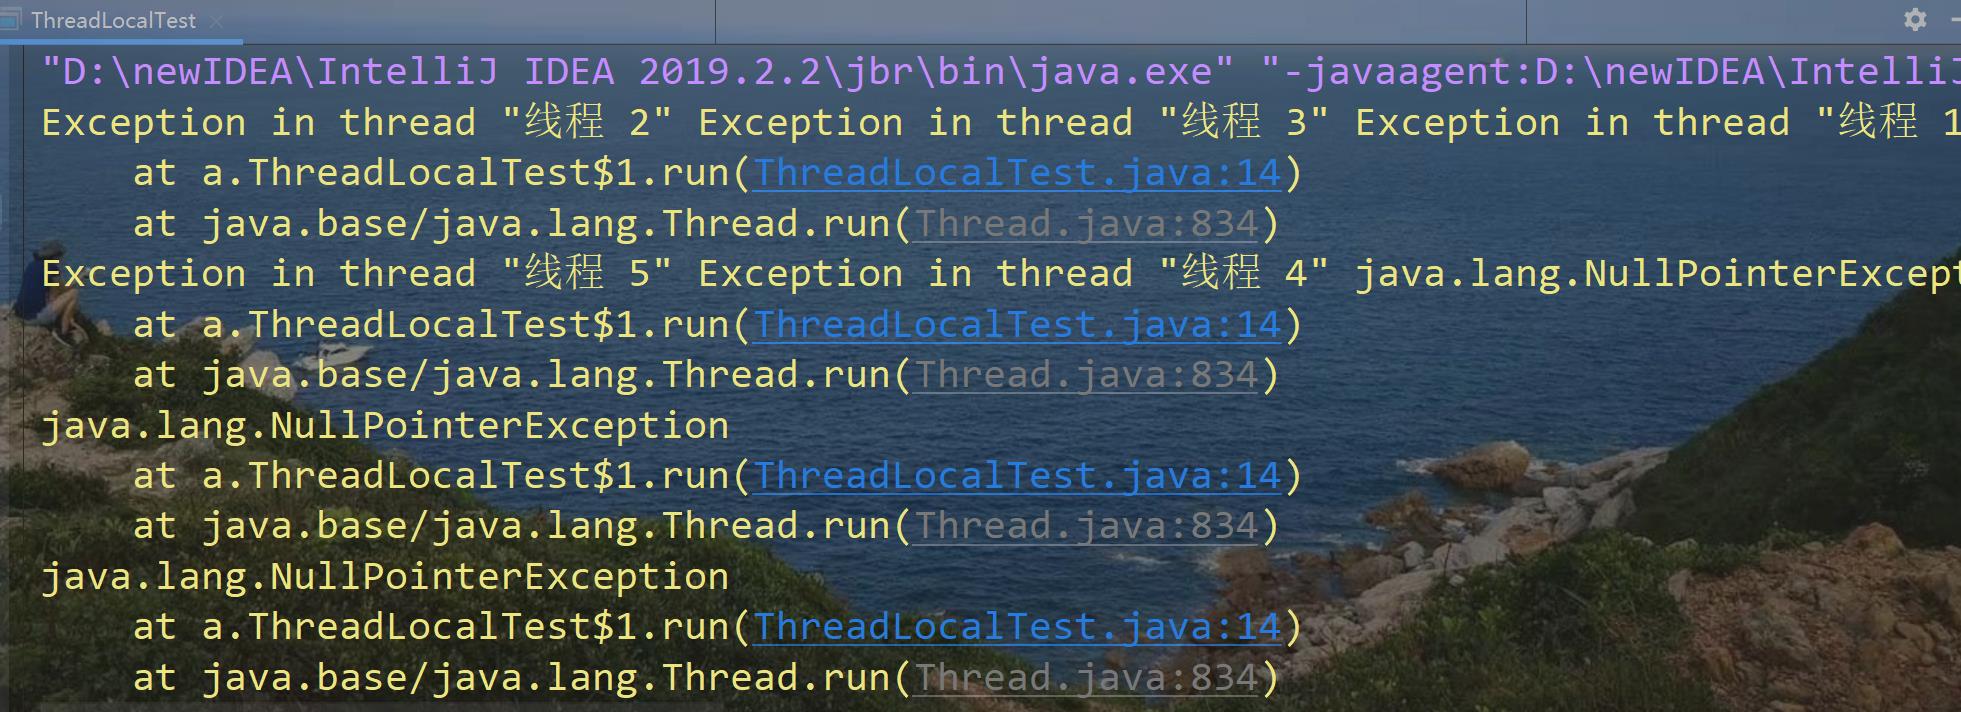 ThreadLocalTest
"D:\newIDEA\IntelliJ IDEA 2019.2.2\jbr\bin\java.exe" "-javaagent:D:\newIDEA\IntelliJ
Exception in thread "线程 2" Exception in thread "线程 3" Exception in thread "线程 1
at a.ThreadLocalTest$1.run(ThreadLocalTest.java:14)
at java.base/java.lang.Thread.run(Thread.java:834)
Exception in thread "线程 5" Exception in thread "线程 4" java.lang.NullPointerExcept
at a.ThreadLocalTest$1.run(ThreadLocalTest.java:14)
at java.base/java.lang.Thread.run(Thread.java:834)
java.lang.NullPointerException
at a.ThreadLocalTest$1.run(ThreadLocalTest.java:14)
at java.base/java.lang.Thread.run(Thread.java:834)
java.lang.NullPointerException
at a.ThreadLocalTest$1.run(ThreadLocalTest.java:14)
at java.base/java.lang.Thread.run(Thread.java:834)